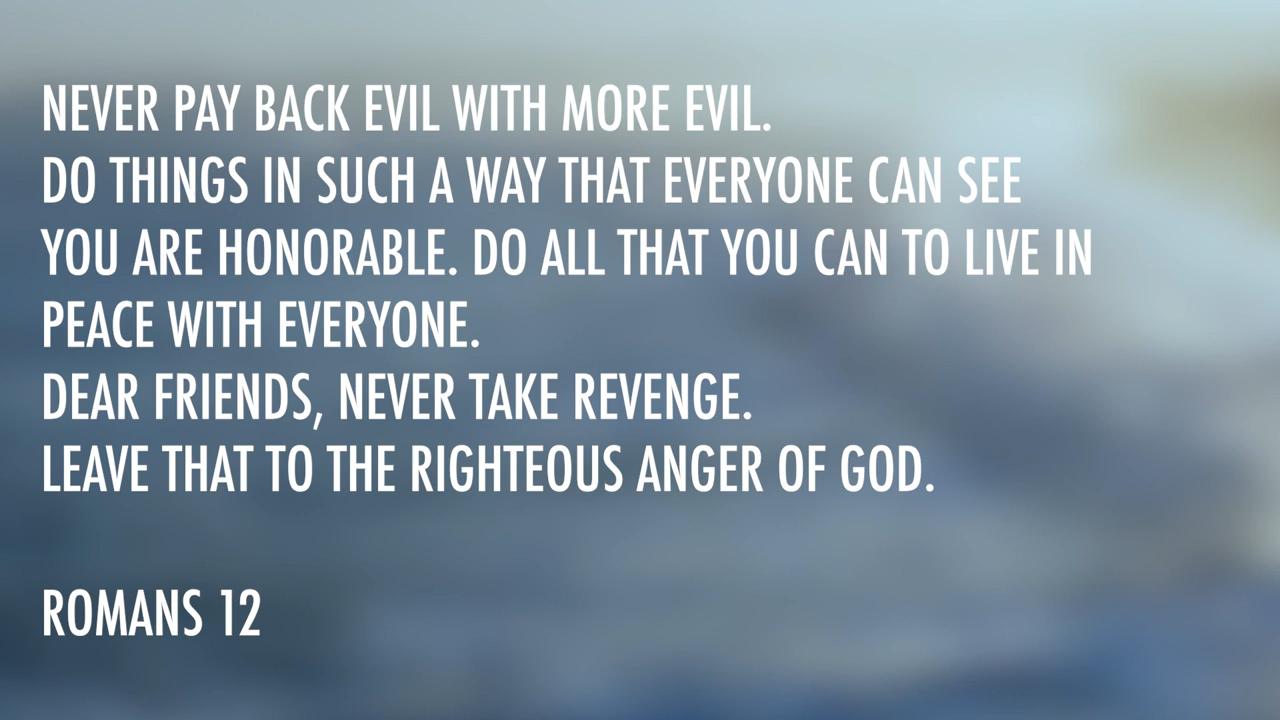 NEVER PAY BACK EVIL WITH MORE EVIL.
DO THINGS IN SUCH A WAY THAT EVERYONE CAN SEE
YOU ARE HONORABLE. DO ALL THAT YOU CAN TO LIVE IN
PEACE WITH EVERYONE.
DEAR FRIENDS, NEVER TAKE REVENGE.
LEAVE THAT TO THE RIGHTEOUS ANGER OF GOD.
ROMANS 12